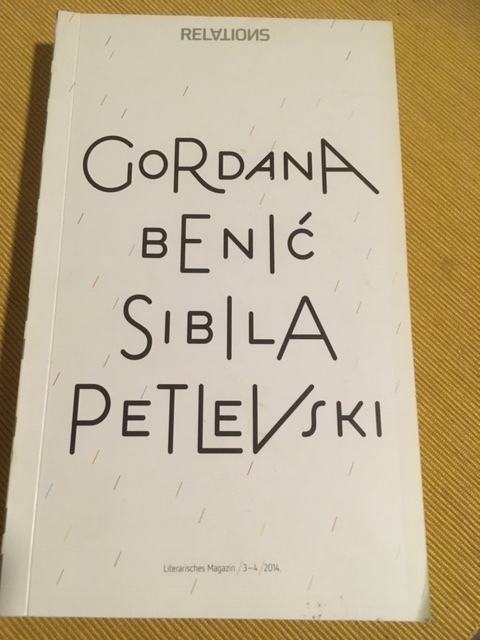 RELATIONS
GORDANA
BENIĆ
SIBILA
PETLEVSKI
Literarisches Magazin / 3–4 / 2014.